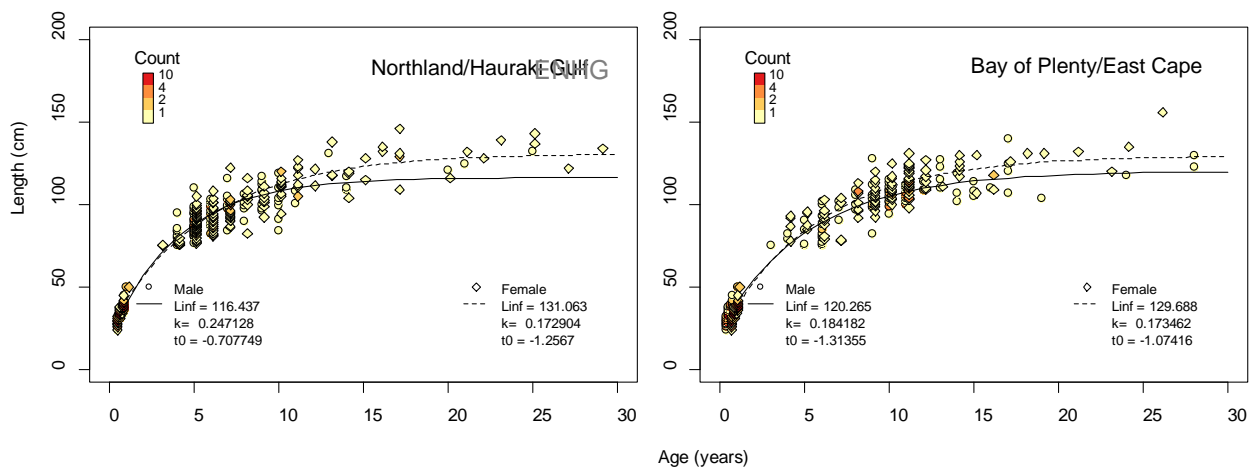 200
150
100
50
0
Length (cm)
Count
10
4
2
1
Northland/Hauraki Gulf
ENHG
Male
Linf = 116.437
k= 0.247128
t0 = -0.707749
Female
Linf = 131.063
k= 0.172904
t0 = -1.2567
0 5 10 15 20 25 30
200
150
100
50
0
Count
10
4
2
1
Bay of Plenty/East Cape
Male
Linf = 120.265
k= 0.184182
t0 = -1.31355
Female
Linf = 129.688
k= 0.173462
t0 = -1.07416
0 5 10 15 20 25 30
Age (years)